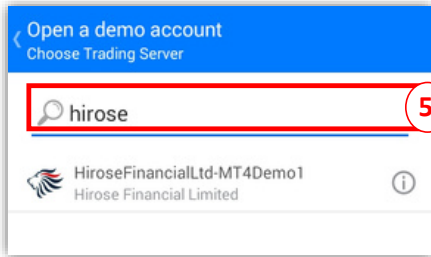 Open a demo account
Choose Trading Server
hirose
5
HiroseFinancialLtd-MT4Demo1
Hirose Financial Limited